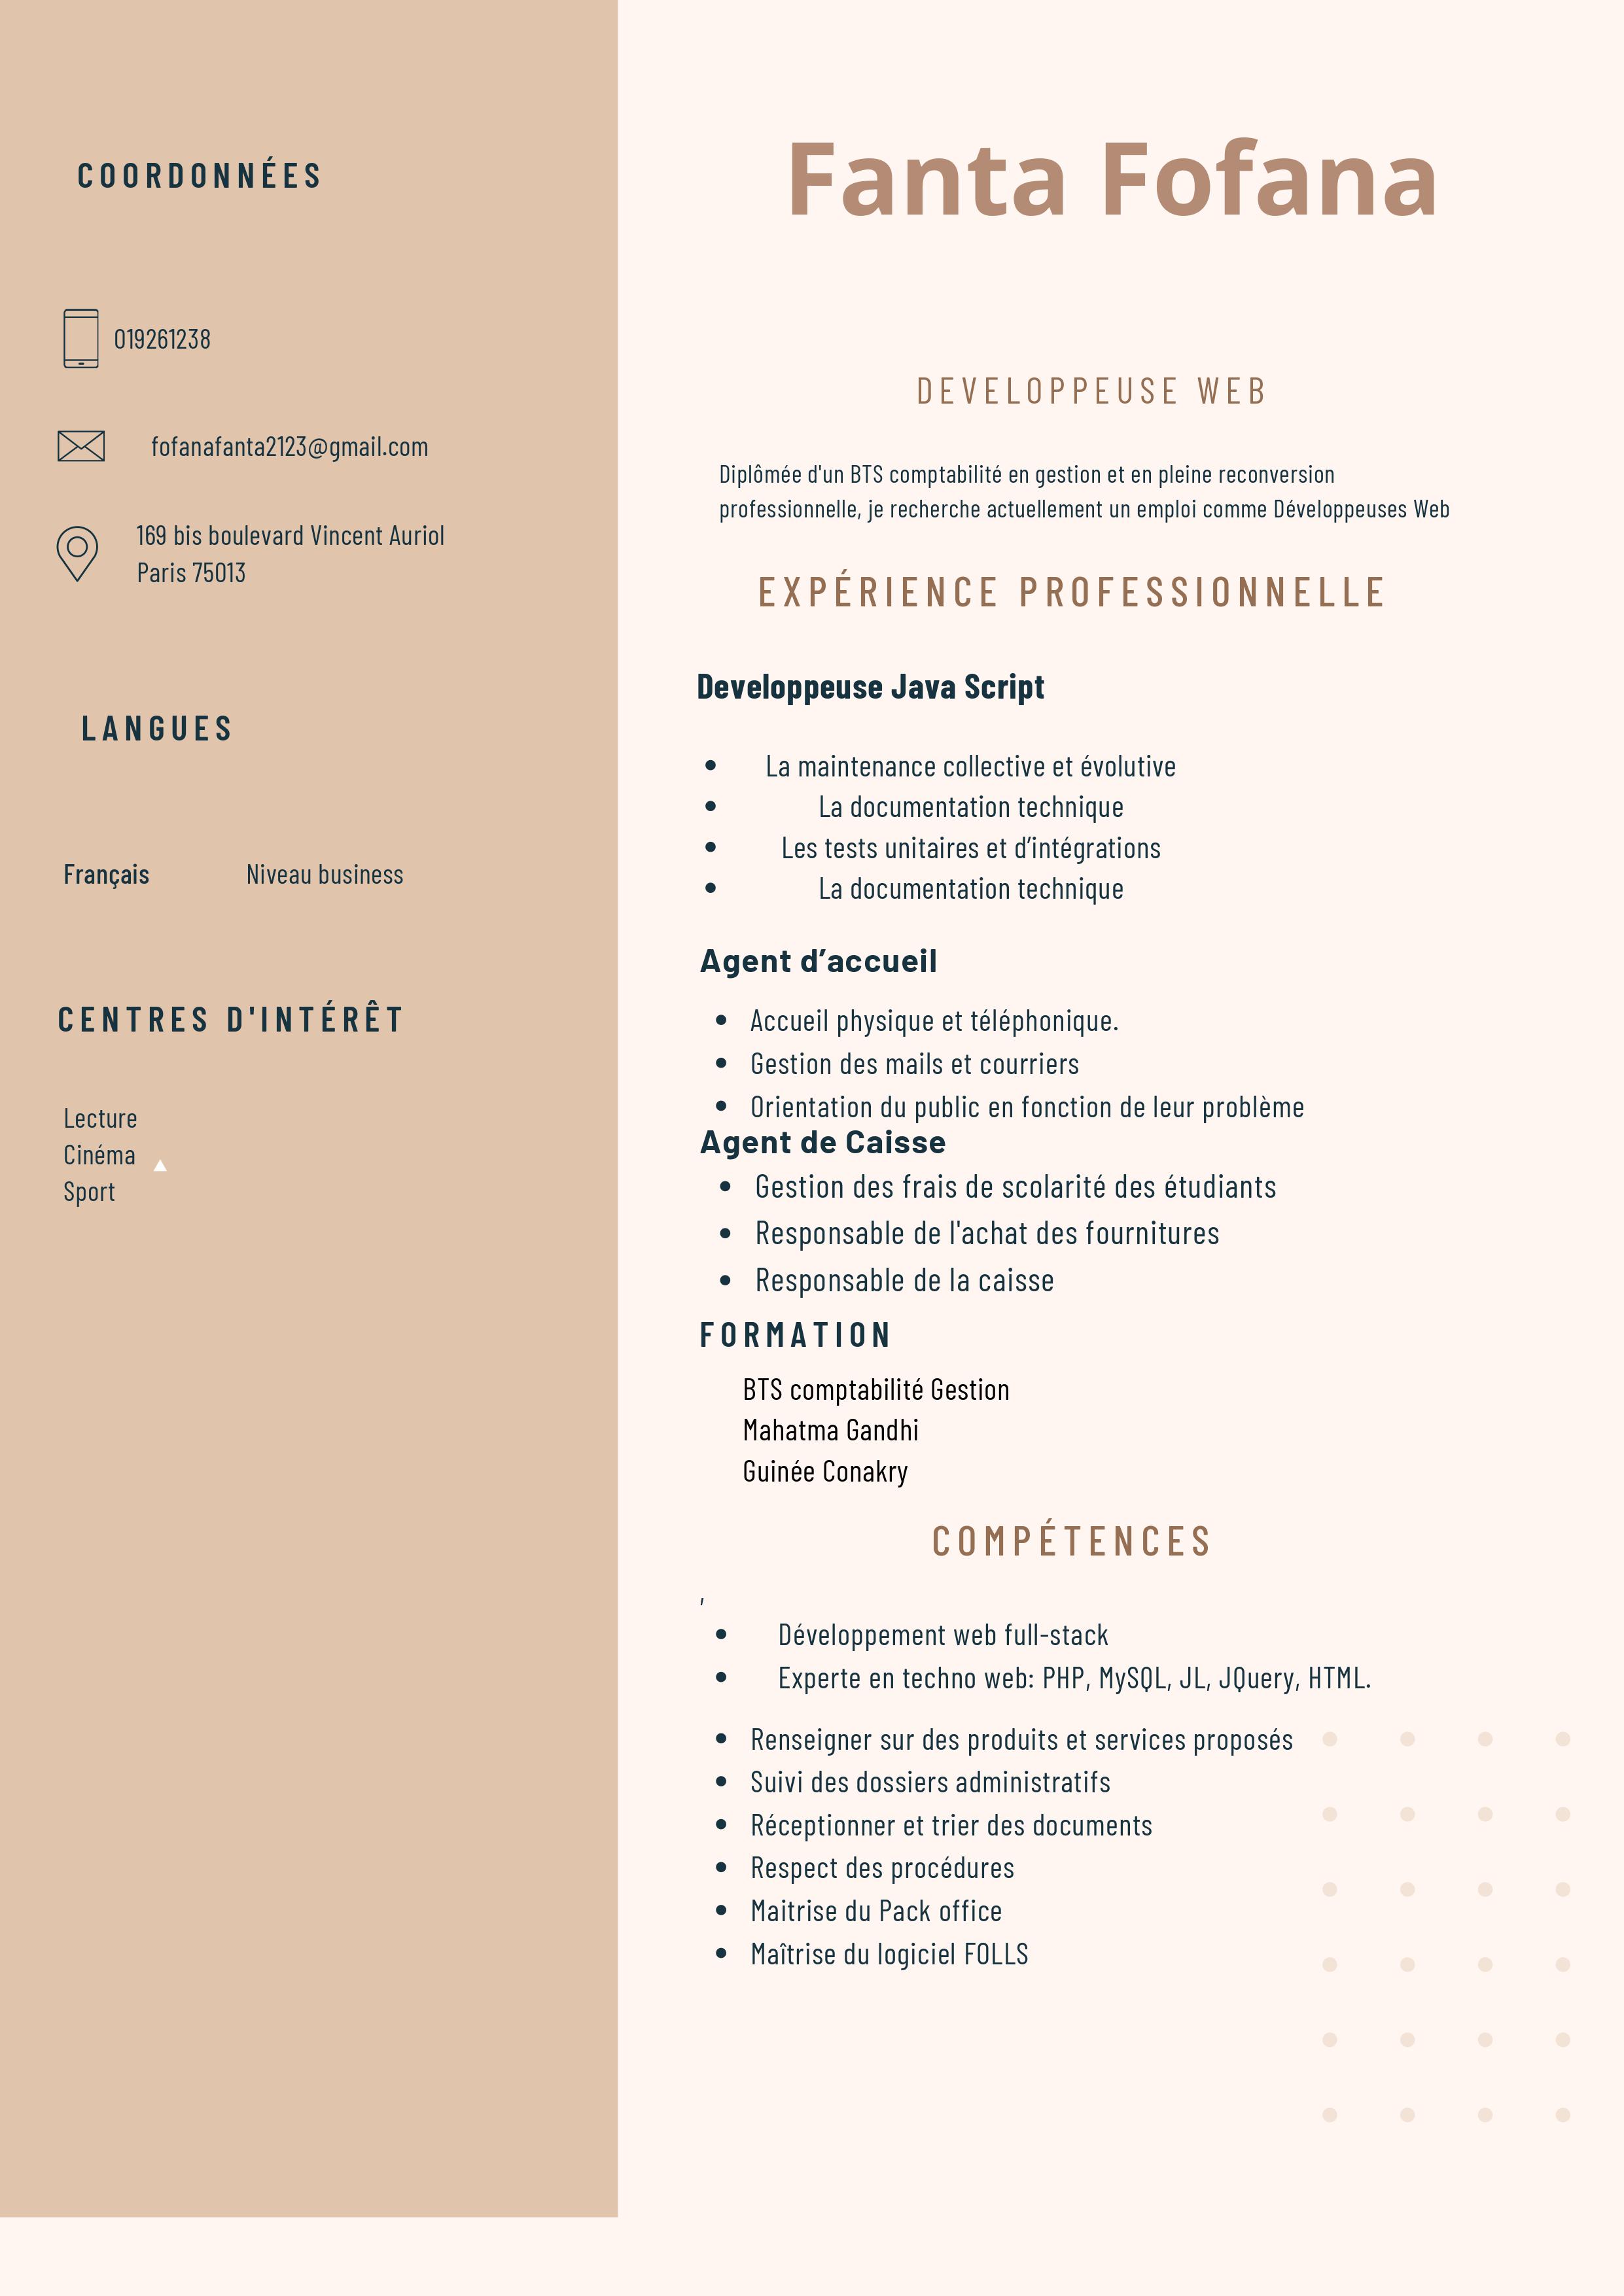 COORDONNÉES
019261238
fofanafanta2123@gmail.com
169 bis boulevard Vincent Auriol
Paris 75013
LANGUES
Français Niveau business
CENTRES D'INTÉRÊT
Lecture
Cinéma
Sport
Fanta Fofana
DEVELOPPEUSE WEB
Diplômée d'un BTS comptabilité en gestion et en pleine reconversion
professionnelle, je recherche actuellement un emploi comme Développeuses Web
EXPÉRIENCE PROFESSIONNELLE
Developpeuse Java Script
• La maintenance collective et évolutive
• La documentation technique
• Les tests unitaires et d’intégrations
• La documentation technique
Agent d’accueil
• Accueil physique et téléphonique.
• Gestion des mails et courriers
• Orientation du public en fonction de leur problème
Agent de Caisse
• Gestion des frais de scolarité des étudiants
• Responsable de l'achat des fournitures
• Responsable de la caisse
FORMATION
BTS comptabilité Gestion
Mahatma Gandhi
Guinée Conakry
COMPÉTENCES
,
• Développement web full-stack
• Experte en techno web: PHP, MySQL, JL, JQuery, HTML.
• Renseigner sur des produits et services proposés
• Suivi des dossiers administratifs
• Réceptionner et trier des documents
• Respect des procédures
• Maitrise du Pack office
• Maîtrise du logiciel FOLLS